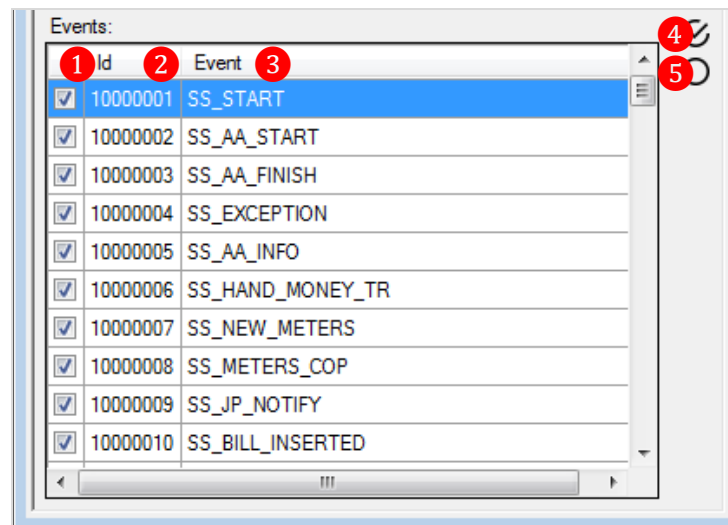 Events:
4
1 Id 2 Event 3
5
10000001 SS_START
10000002 SS_AA_START
10000003 SS_AA_FINISH
10000004 SS_EXCEPTION
10000005 SS_AA_INFO
10000006 SS_HAND_MONEY_TR
10000007 SS_NEW_METERS
10000008 SS_METERS_COP
10000009 SS_JP_NOTIFY
10000010 SS_BILL_INSERTED